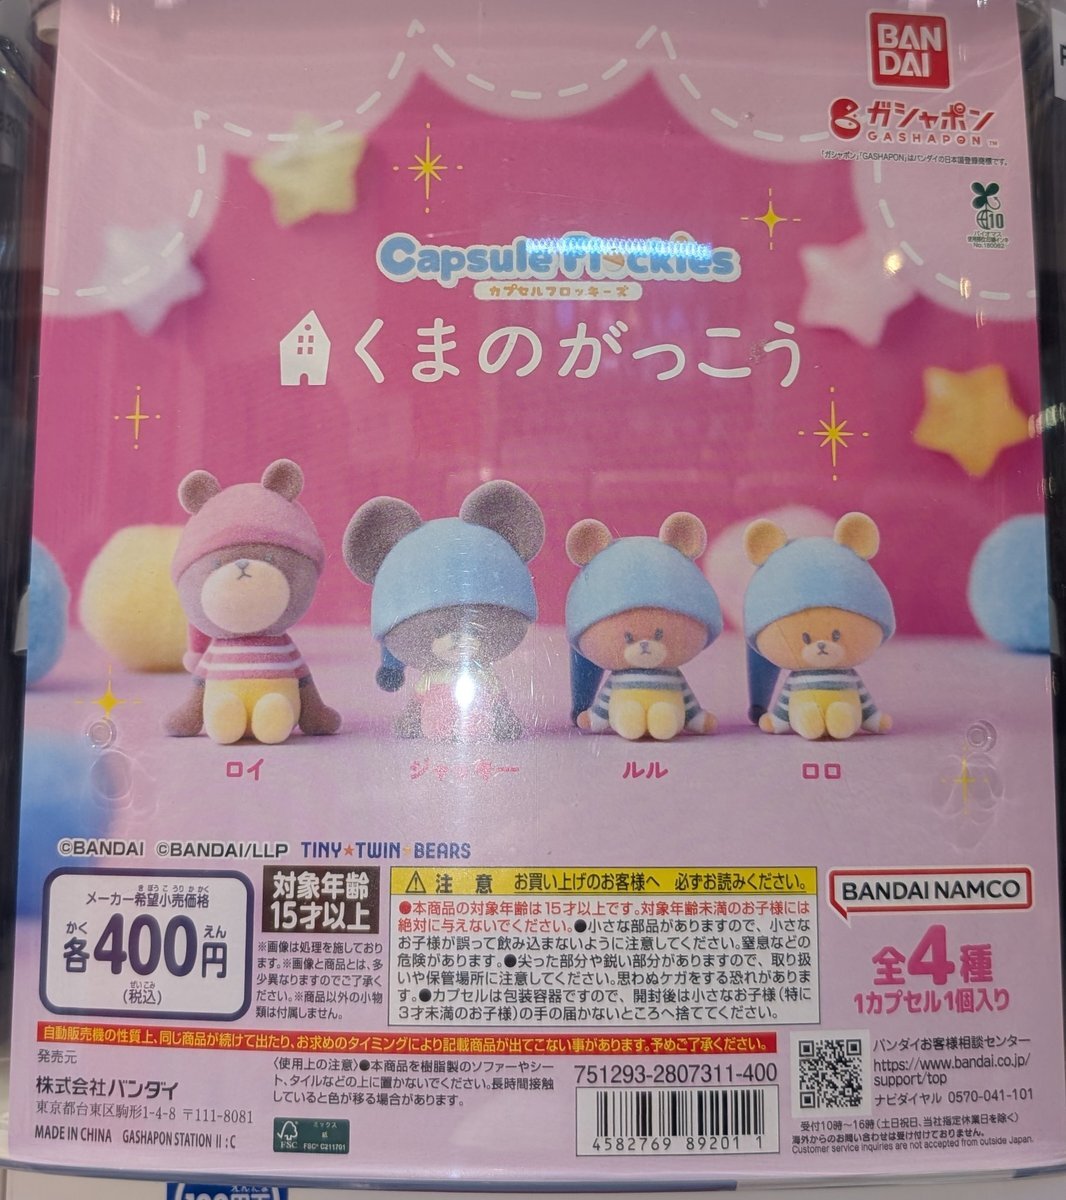 BAN
DAI
ガシャポン
GASHAPON™
「ガシャポン」「GASHAPON」はバンダイの日本国登録商標です。
10
バイオマス
No.180062
Capsule Flockies
カプセルフロッキーズ
くまのがっこう
ロイ
ジャッキー
ルル
ロロ
©BANDAI ©BANDAI/LLP TINY★TWIN BEARS
メーカー希望小売価格
各400円
(税込)
対象年齢
15才以上
※画像は処理を施しており
ます。※画像と商品とは、多
少異なりますのでご了承く
ださい。※商品以外の小物
類は付属しません。
注意 お買い上げのお客様へ 必ずお読みください。
●本商品の対象年齢は15才以上です。対象年齢未満のお子様には
絶対に与えないでください。●小さな部品がありますので、小さな
お子様が誤って飲み込まないように注意してください。窒息などの
危険があります。●尖った部分や鋭い部分がありますので、取り扱
いや保管場所に注意してください。思わぬケガをする恐れがありま
す。●カプセルは包装容器ですので、開封後は小さなお子様(特に
3才未満のお子様)の手の届かないところへ捨ててください。
BANDAI NAMCO
全4種
1カプセル1個入り
自動販売機の性質上、同じ商品が続けて出たり、お求めのタイミングにより記載商品が出てこない事があります。予めご了承ください。
発売元
株式会社バンダイ
東京都台東区駒形1-4-8 〒111-8081
MADE IN CHINA GASHAPON STATION II : C
〈使用上の注意〉●本商品を樹脂製のソファーやシー
ト、タイルなどの上に置かないでください。長時間接触
していると色が移る場合があります。
ミックス
紙
FSC® C211701
751293-2807311-400
4582769 89201 1
バンダイお客様相談センター
https://www.bandai.co.jp/
support/top
ナビダイヤル 0570-041-101
受付10時~16時(土日祝日、当社指定休業日を除く)
海外からのお問い合わせは受け付けておりません。
Customer service inquiries are not accepted from outside Japan.